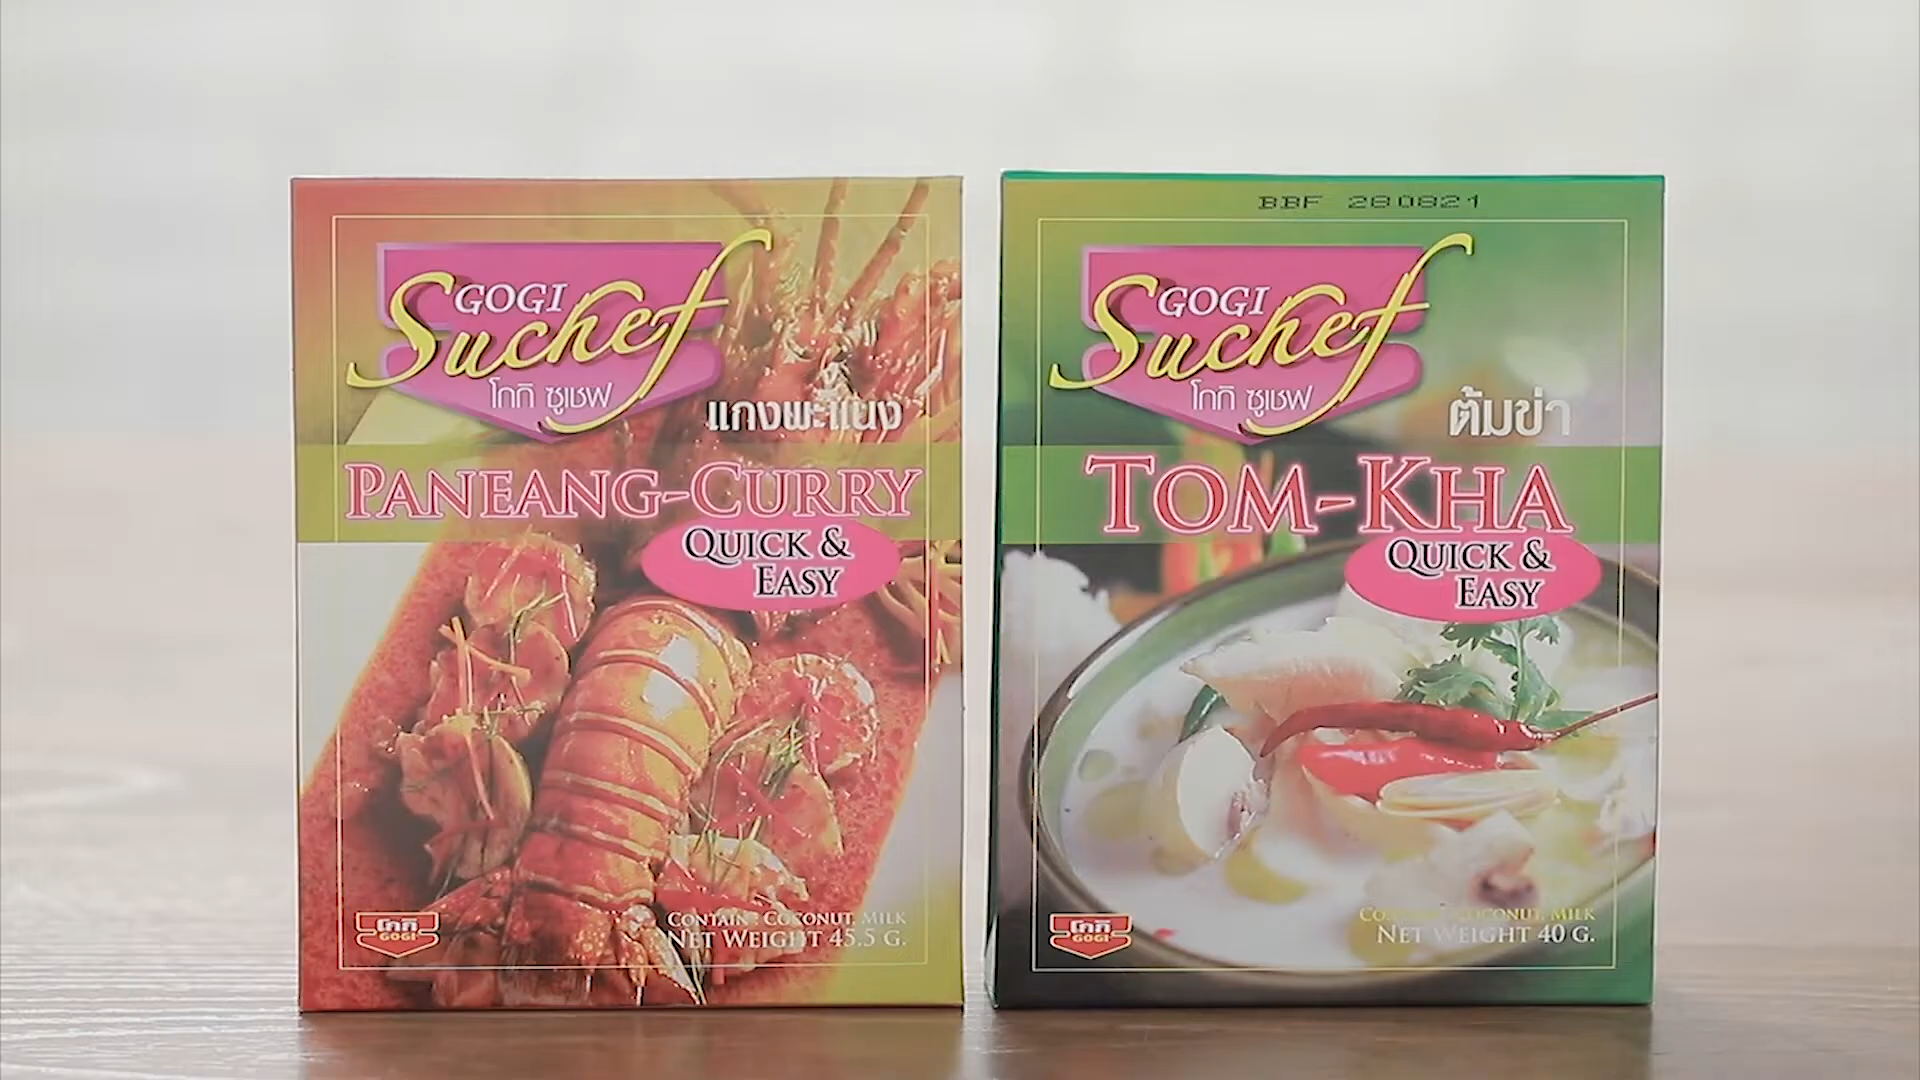 GOGI
Suchef
โกกิ ซูเชฟ
แกงพะแนง
PANEANG-CURRY
QUICK &
EASY
โกกิ
GOGI
CONTAIN : COCONUT, MILK
NET WEIGHT 45.5 G.
BBF 280821
GOGI
Suchef
โกกิ ซูเชฟ
ต้มข่า
TOM-KHA
QUICK &
EASY
โกกิ
GOGI
CONTAIN : COCONUT, MILK
NET WEIGHT 40 G.